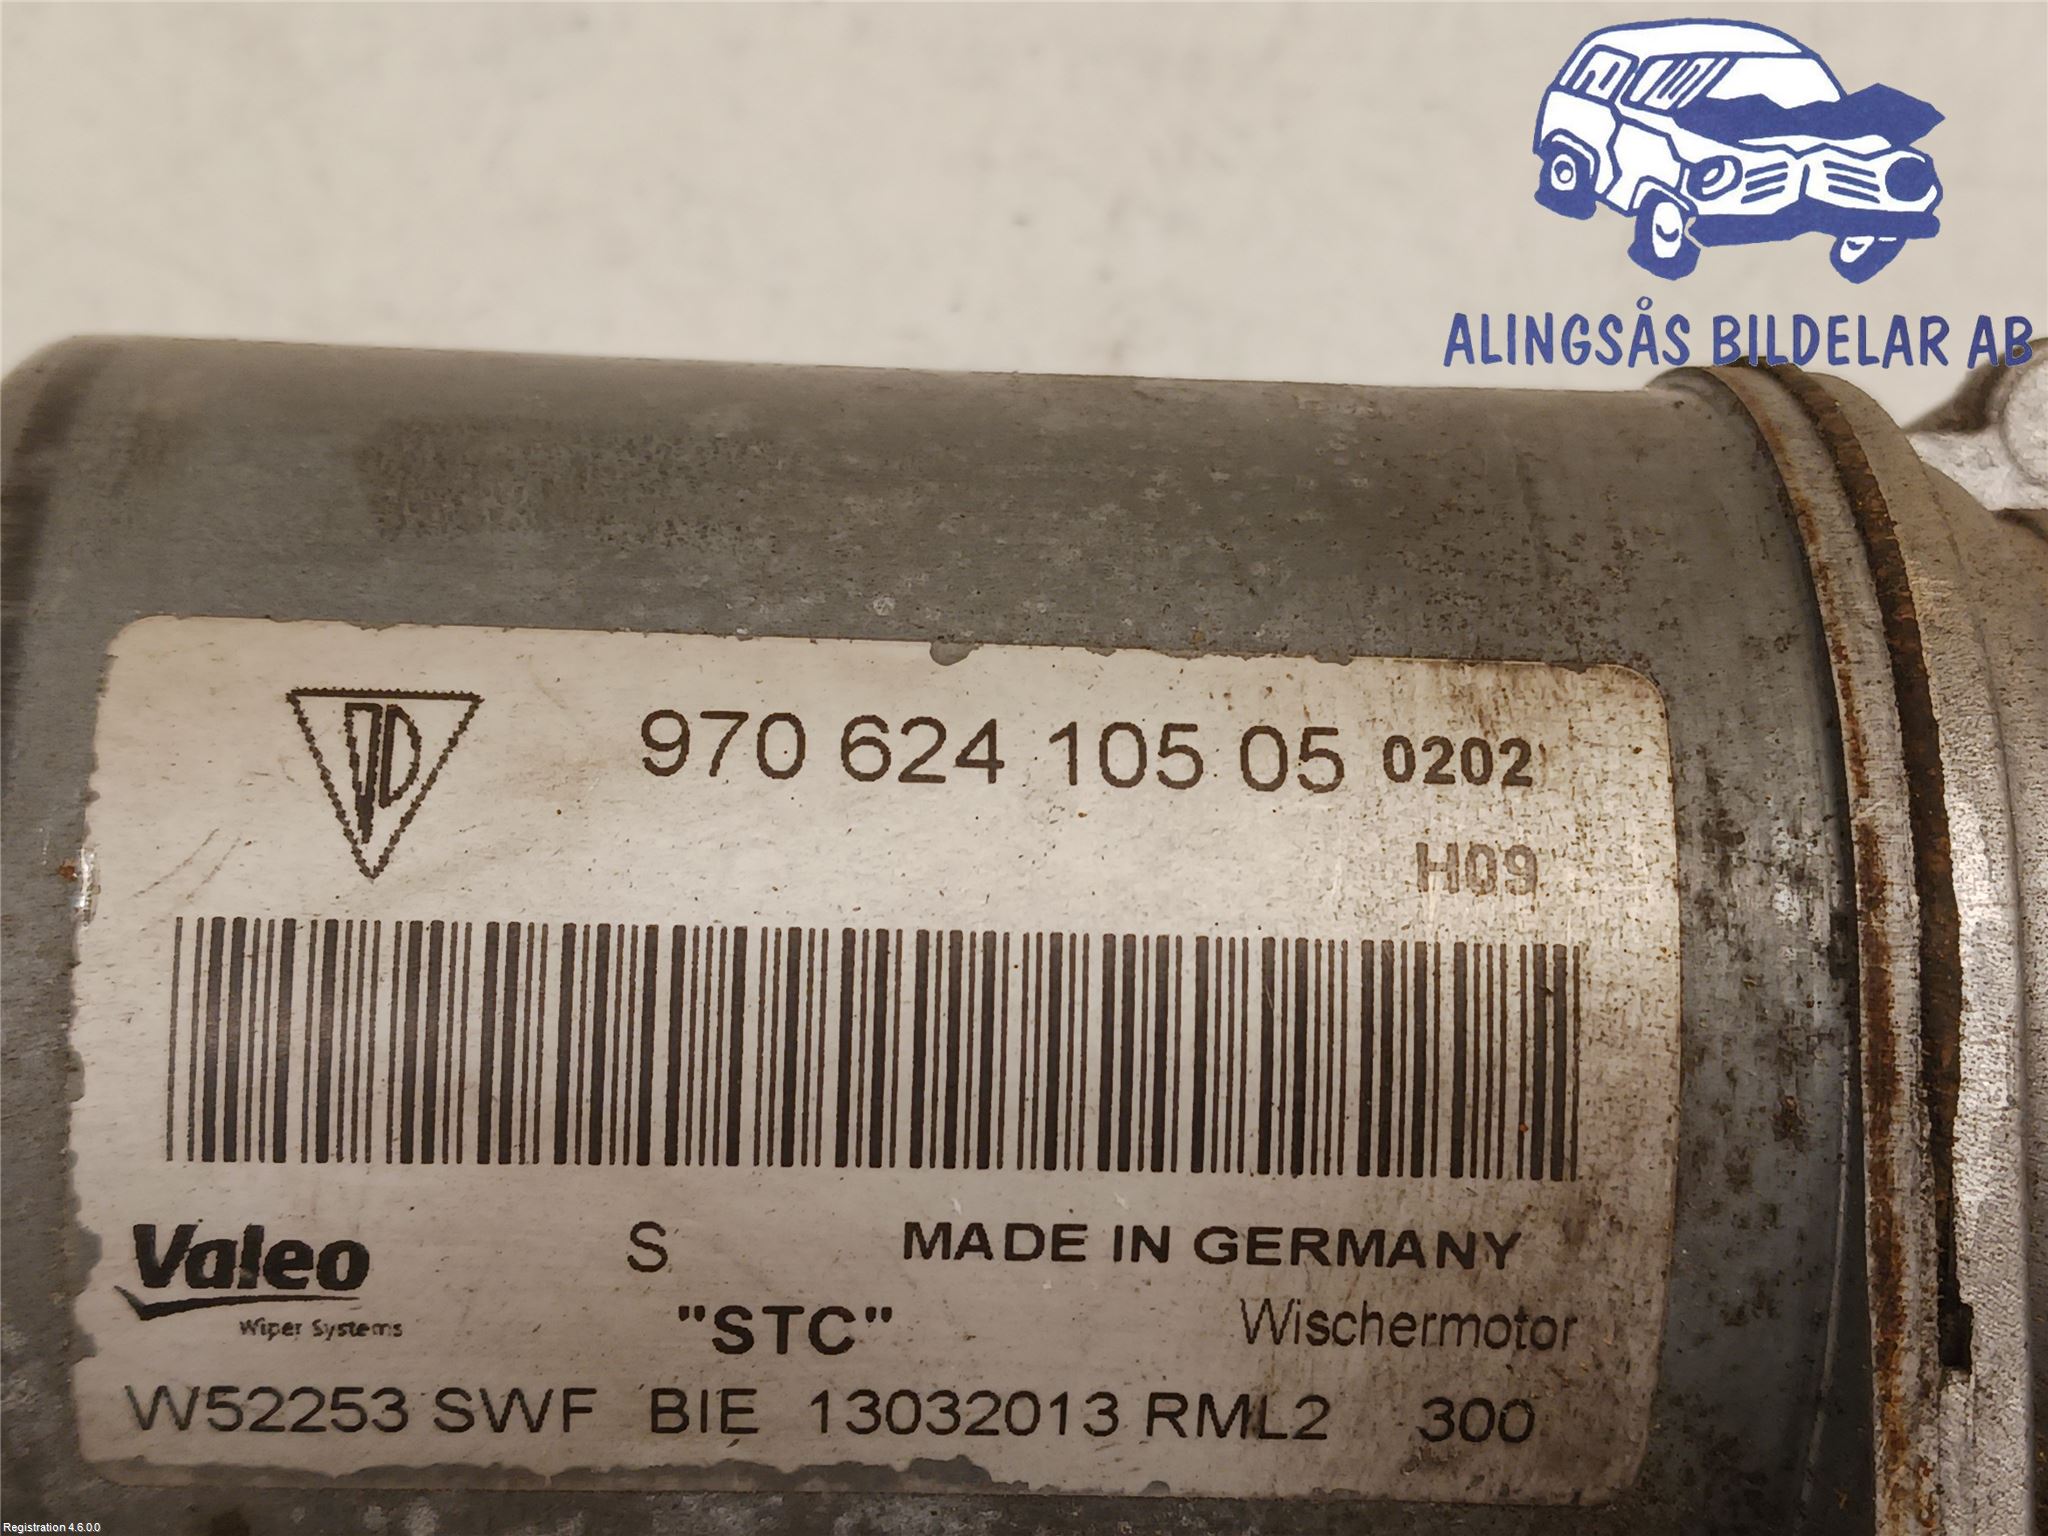 ALINGSÅS BILDELAR AB
970 624 105 05 0202
H09
Valeo S MADE IN GERMANY
Wiper Systems "STC" Wischermotor
W52253 SWF BIE 13032013 RML2 300
Registration 4.6.0.0